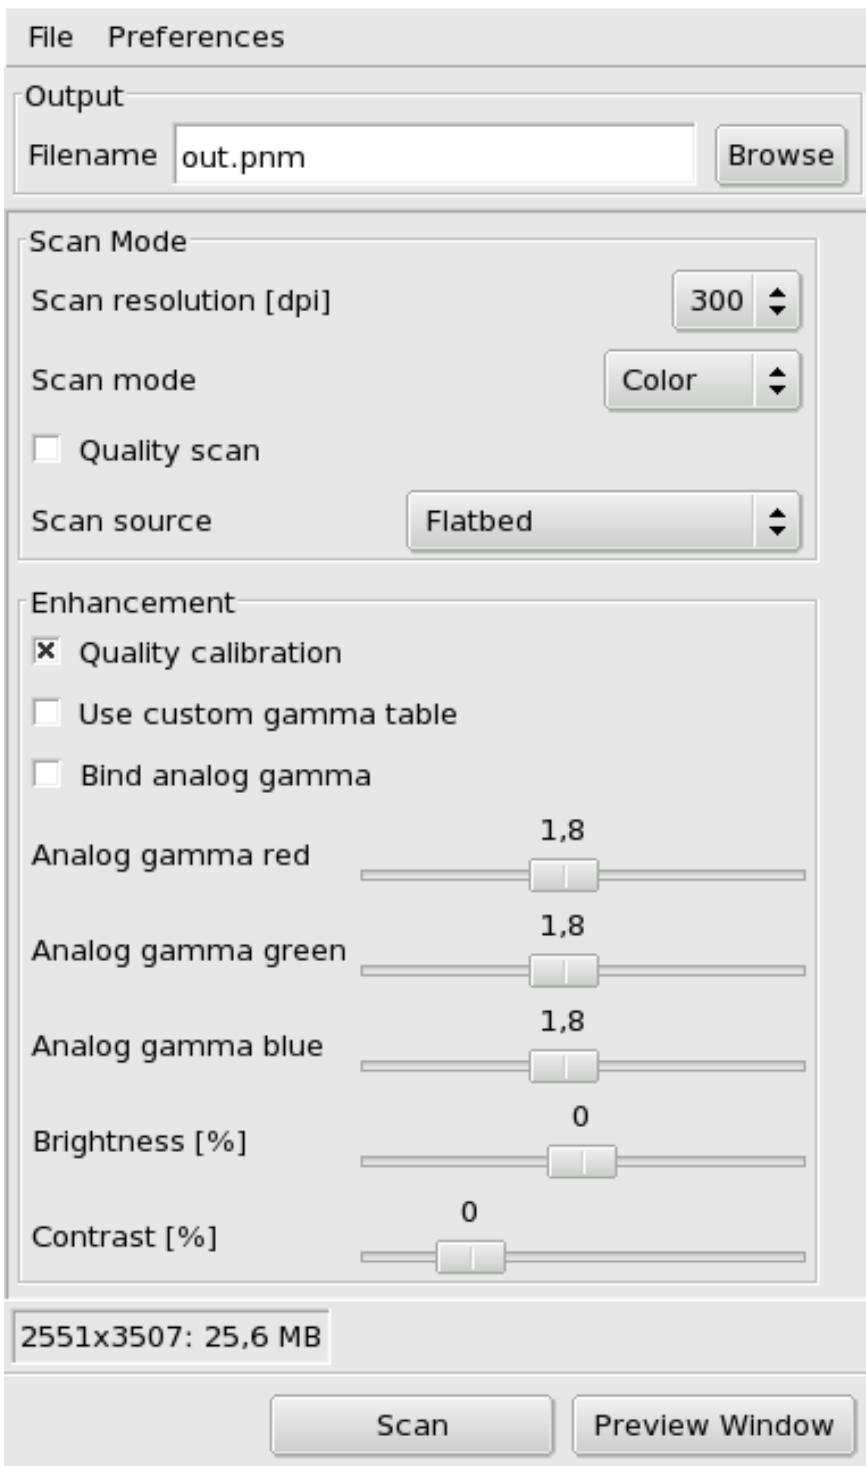 File Preferences
Output
Filename out.pnm Browse
Scan Mode
Scan resolution [dpi] 300
Scan mode Color
Quality scan
Scan source Flatbed
Enhancement
Quality calibration
Use custom gamma table
Bind analog gamma
1,8
Analog gamma red
1,8
Analog gamma green
1,8
Analog gamma blue
0
Brightness [%]
0
Contrast [%]
2551x3507: 25,6 MB
Scan Preview Window